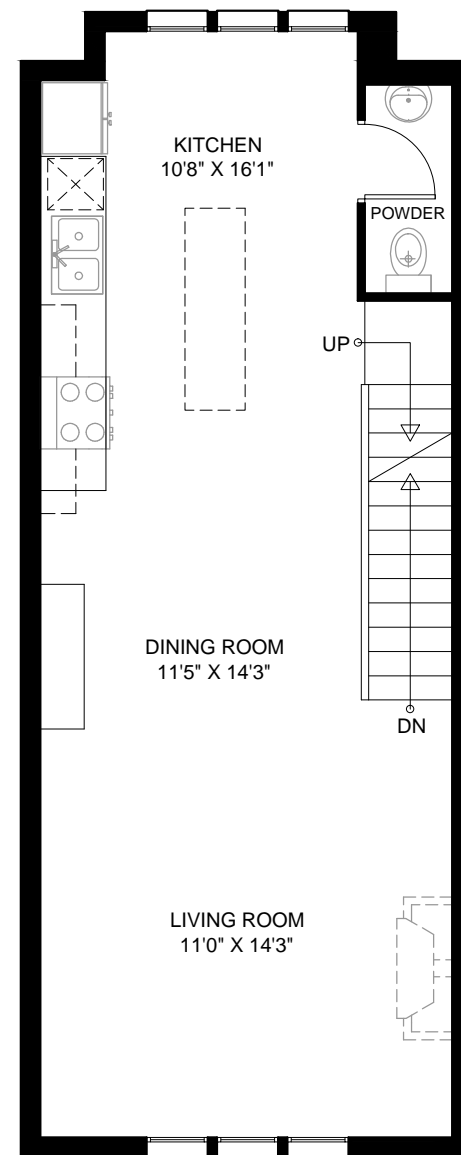 KITCHEN
10'8" X 16'1"
POWDER
UP
DINING ROOM
11'5" X 14'3"
DN
LIVING ROOM
11'0" X 14'3"